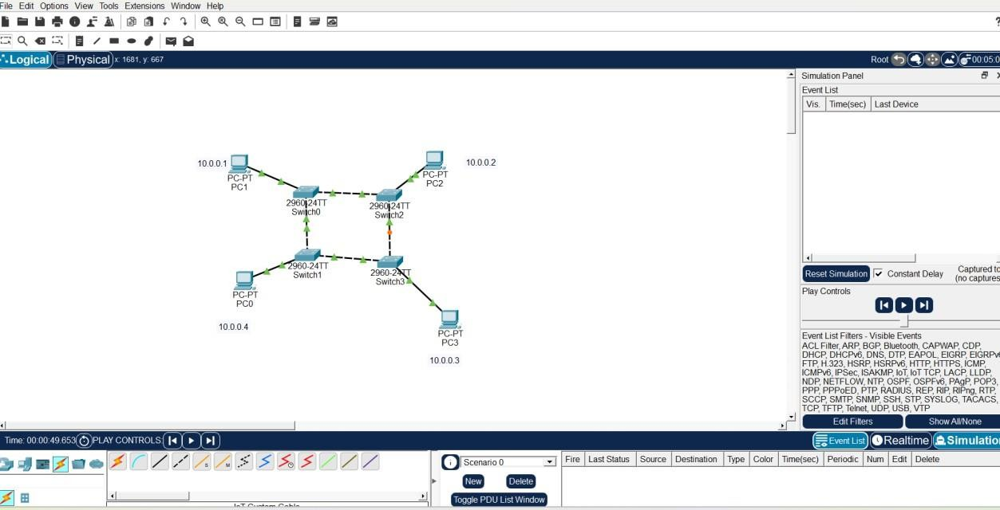 File Edit Options View Tools Extensions Window Help
Logical Physical x: 1681, y: 667
Root 00:05:0
10.0.0.1
PC-PT
PC1
10.0.0.2
PC-PT
PC2
2960-24TT
Switch0
2960-24TT
Switch2
2960-24TT
Switch1
2960-24TT
Switch3
PC-PT
PC0
10.0.0.4
PC-PT
PC3
10.0.0.3
Simulation Panel
Event List
Vis. Time(sec) Last Device
Reset Simulation Constant Delay
Captured to
(no captures
Play Controls
Event List Filters - Visible Events
ACL Filter, ARP, BGP, Bluetooth, CAPWAP, CDP,
DHCP, DHCPv6, DNS, DTP, EAPOL, EIGRP, EIGRPv6
FTP, H.323, HSRP, HSRPv6, HTTP, HTTPS, ICMP,
ICMPv6, IPSec, ISAKMP, IoT, IoT TCP, LACP, LLDP,
NDP, NETFLOW, NTP, OSPF, OSPFv6, PAgP, POP3,
PPP, PPPoED, PTP, RADIUS, REP, RIP, RIPng, RTP,
SCCP, SMTP, SNMP, SSH, STP, SYSLOG, TACACS,
TCP, TFTP, Telnet, UDP, USB, VTP
Edit Filters Show All/None
Time: 00:00:49.653 PLAY CONTROLS:
Event List Realtime Simulatio
Scenario 0
New Delete
Toggle PDU List Window
Fire Last Status Source Destination Type Color Time(sec) Periodic Num Edit Delete
IoT Custom Cable